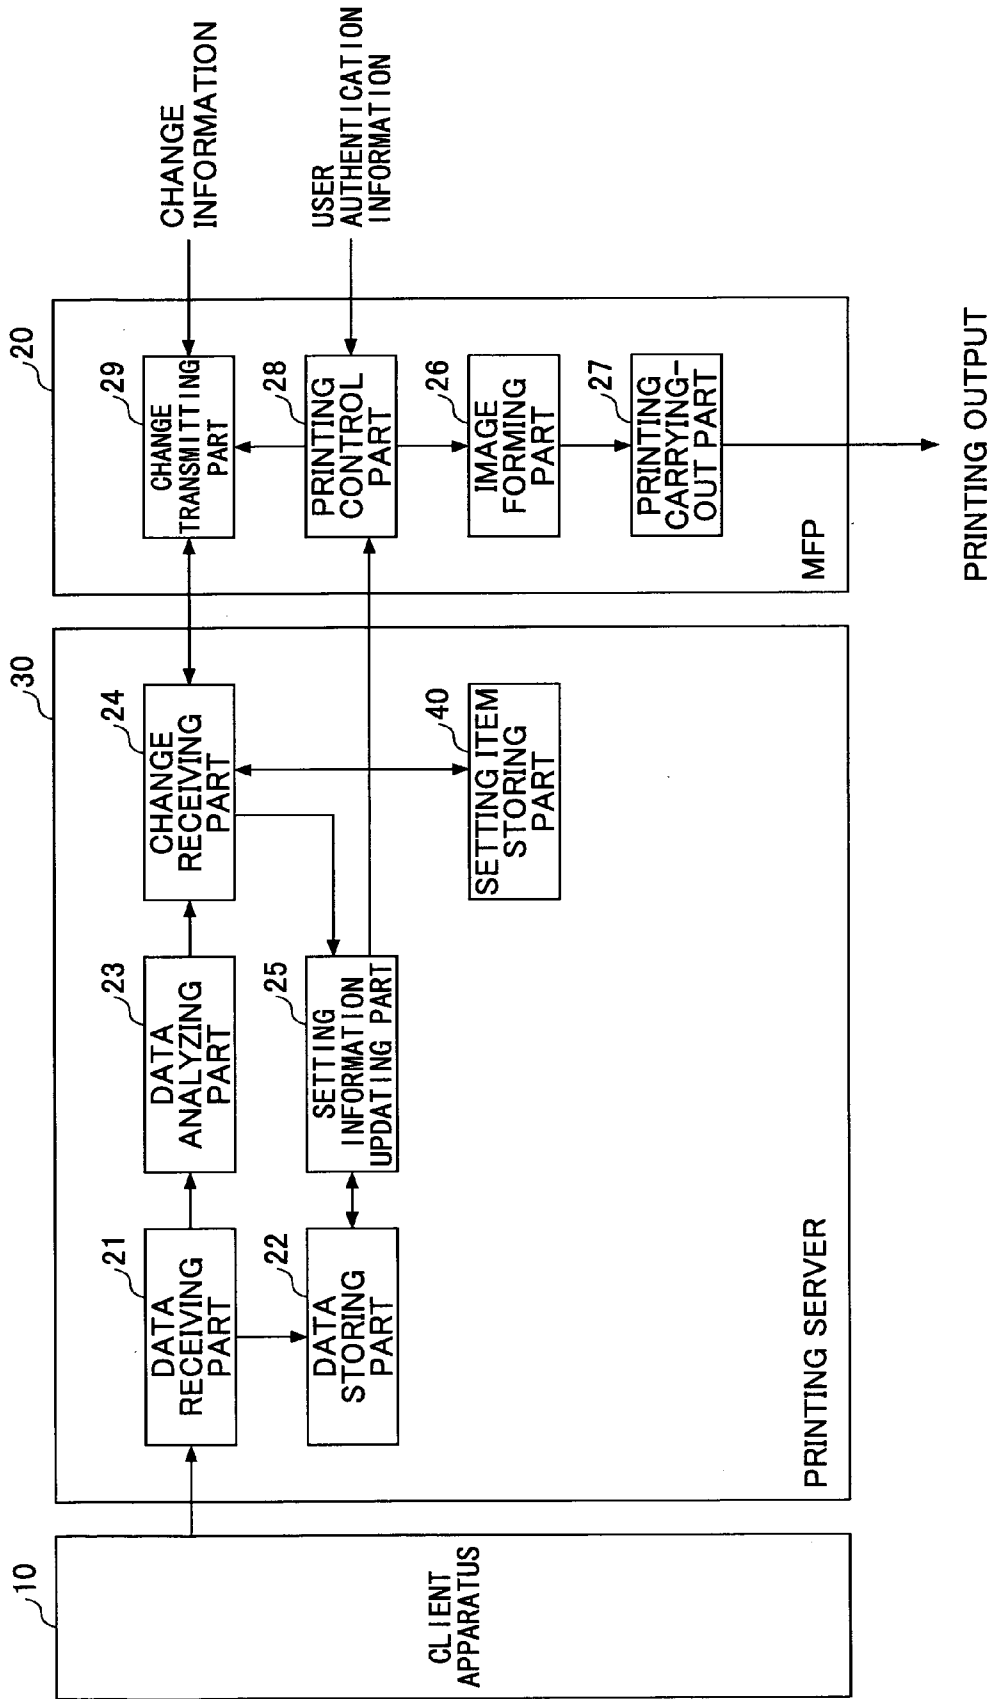 10
CLIENT
APPARATUS
30
21
DATA
RECEIVING
PART
23
DATA
ANALYZING
PART
24
CHANGE
RECEIVING
PART
22
DATA
STORING
PART
25
SETTING
INFORMATION
UPDATING PART
40
SETTING ITEM
STORING
PART
PRINTING SERVER
20
29
CHANGE
TRANSMITTING
PART
28
PRINTING
CONTROL
PART
26
IMAGE
FORMING
PART
27
PRINTING
CARRYING-
OUT PART
MFP
CHANGE
INFORMATION
USER
AUTHENTICATION
INFORMATION
PRINTING OUTPUT